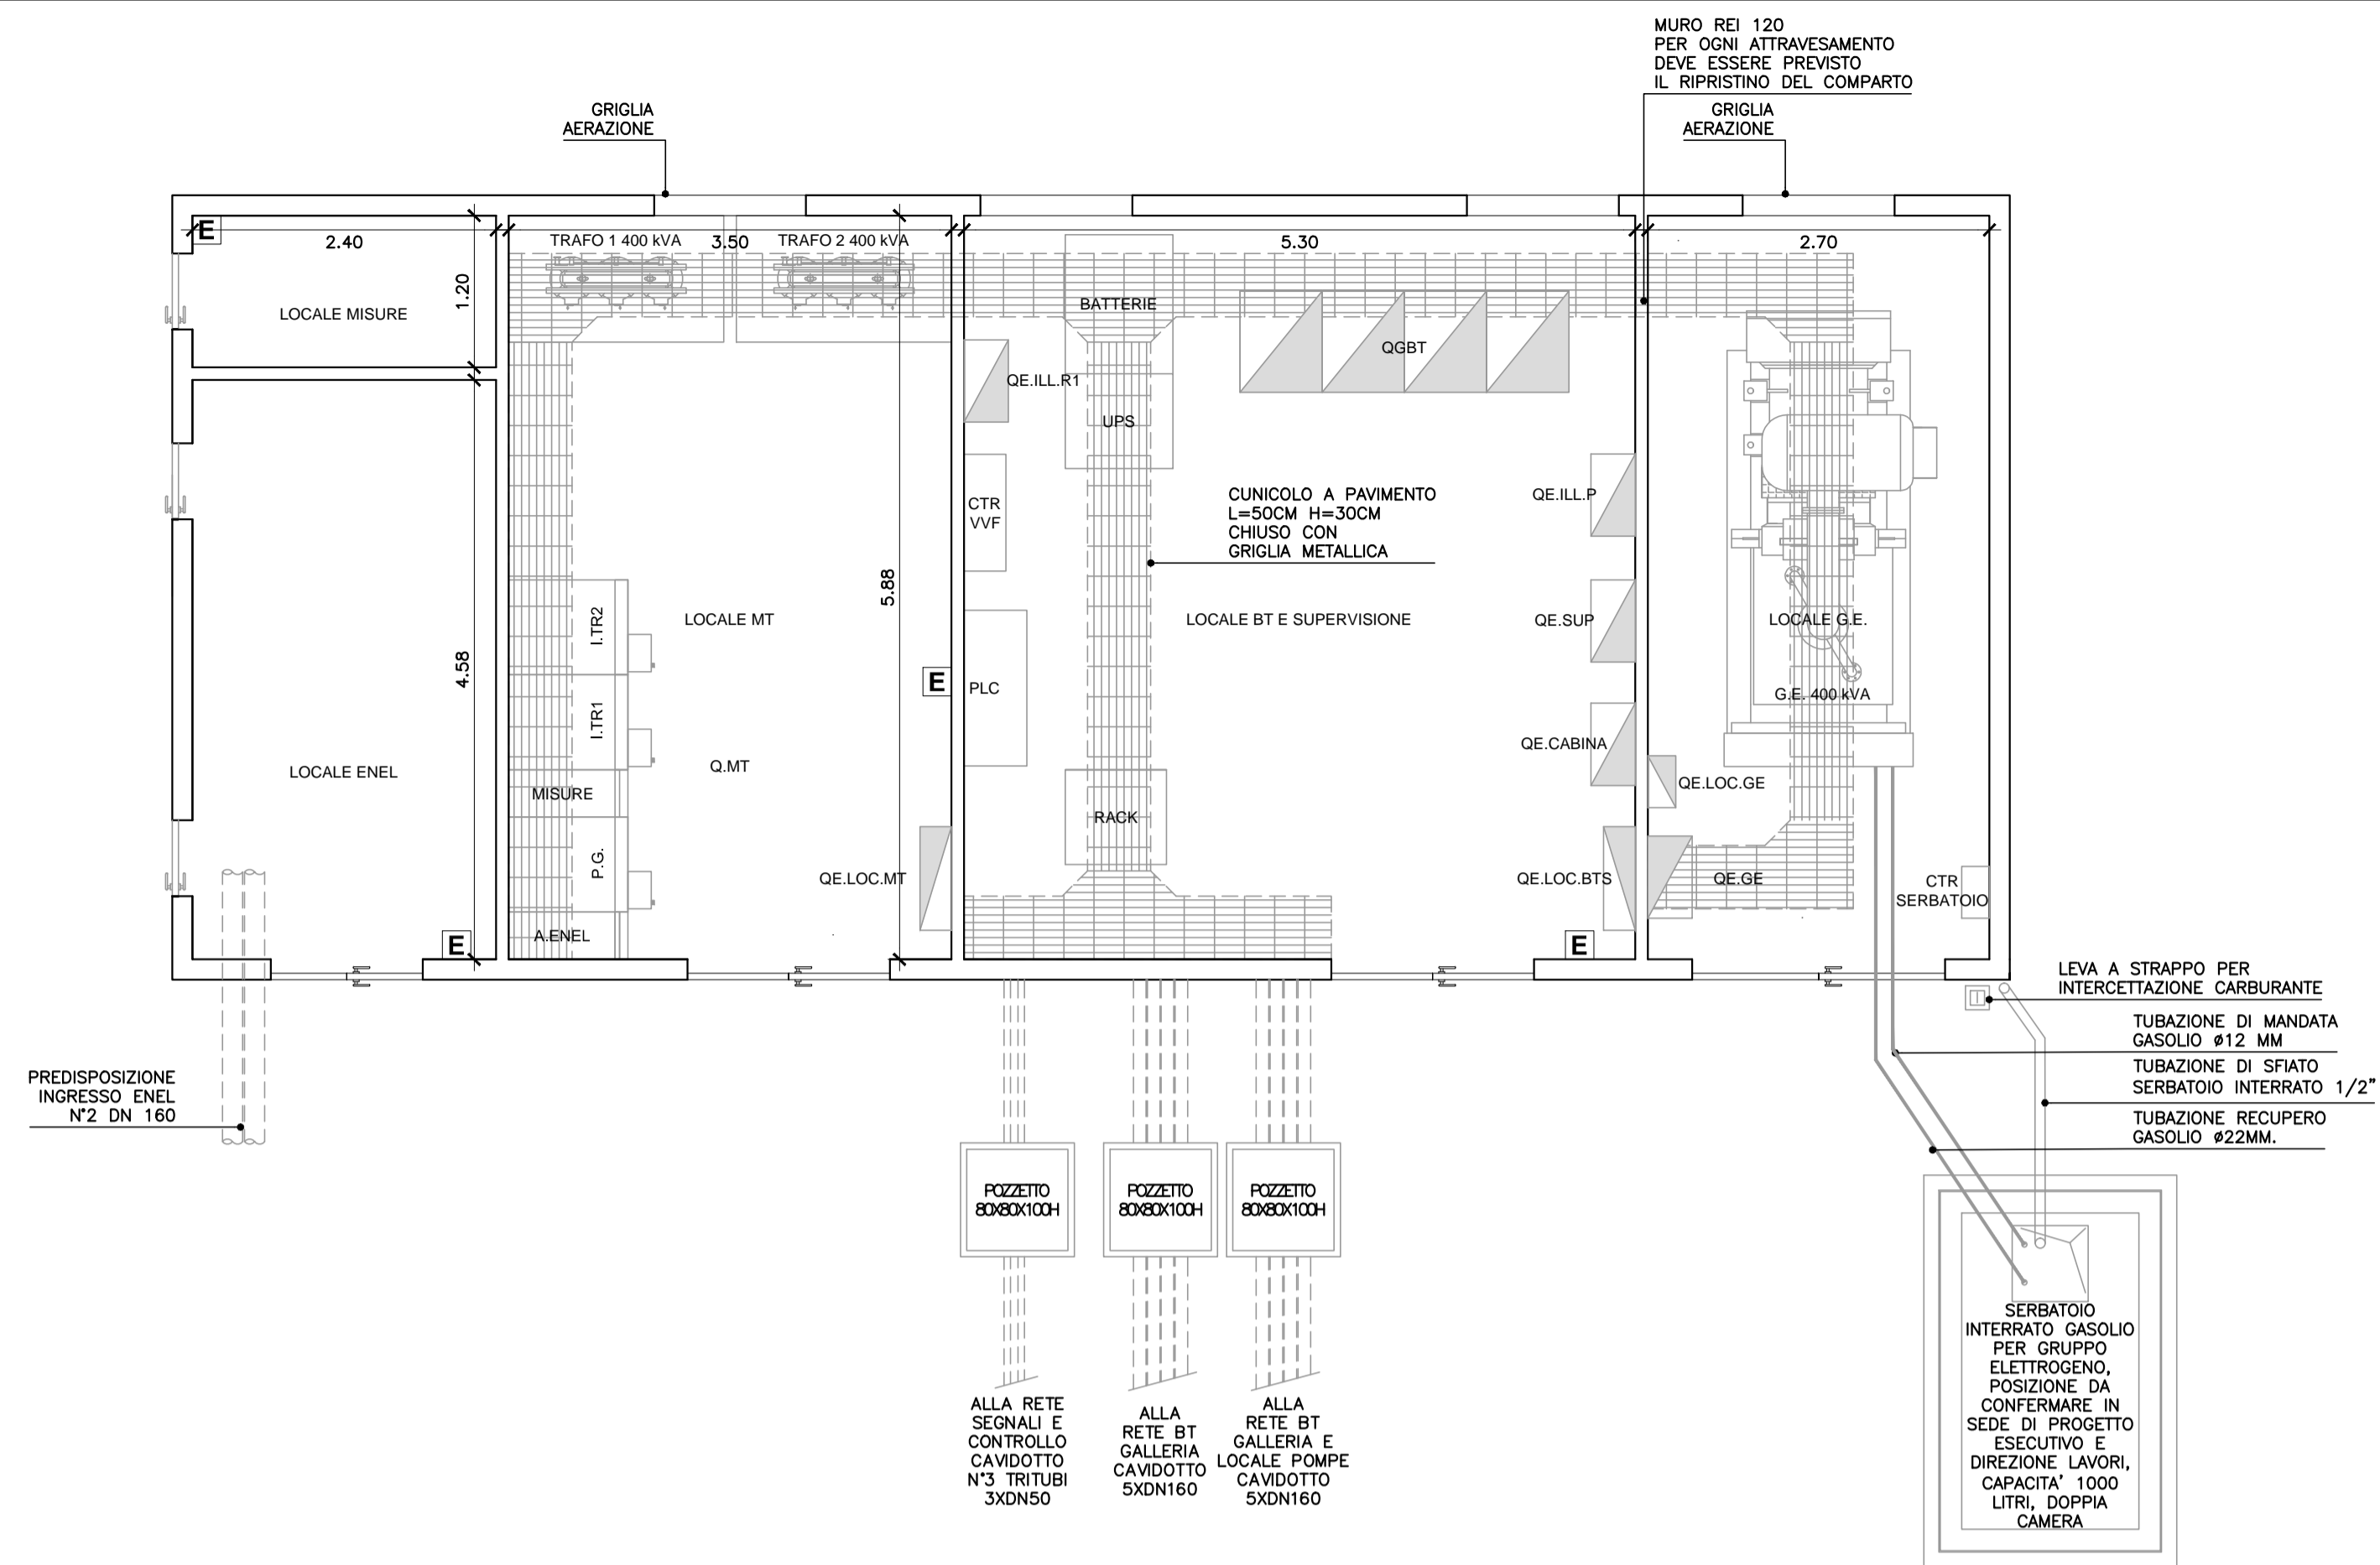 MURO REI 120
PER OGNI ATTRAVESAMENTO
DEVE ESSERE PREVISTO
IL RIPRISTINO DEL COMPARTO
GRIGLIA
AERAZIONE
GRIGLIA
AERAZIONE
E
2.40
TRAFO 1 400 kVA
3.50
TRAFO 2 400 kVA
5.30
2.70
1.20
LOCALE MISURE
BATTERIE
QGBT
QE.ILL.R1
UPS
CTR
VVF
CUNICOLO A PAVIMENTO
L=50CM H=30CM
CHIUSO CON
GRIGLIA METALLICA
QE.ILL.P
5.88
I.TR2
LOCALE MT
LOCALE BT E SUPERVISIONE
QE.SUP
LOCALE G.E.
4.58
E
PLC
G.E. 400 kVA
I.TR1
QE.CABINA
LOCALE ENEL
Q.MT
QE.LOC.GE
MISURE
RACK
P.G.
QE.LOC.MT
QE.LOC.BTS
QE.GE
CTR
SERBATOIO
A.ENEL
E
E
LEVA A STRAPPO PER
INTERCETTAZIONE CARBURANTE
TUBAZIONE DI MANDATA
GASOLIO ø12 MM
TUBAZIONE DI SFIATO
SERBATOIO INTERRATO 1/2"
TUBAZIONE RECUPERO
GASOLIO ø22MM.
PREDISPOSIZIONE
INGRESSO ENEL
N°2 DN 160
POZZETTO
80X80X100H
POZZETTO
80X80X100H
POZZETTO
80X80X100H
ALLA RETE
SEGNALI E
CONTROLLO
CAVIDOTTO
N°3 TRITUBI
3XDN50
ALLA
RETE BT
GALLERIA
CAVIDOTTO
5XDN160
ALLA
RETE BT
GALLERIA E
LOCALE POMPE
CAVIDOTTO
5XDN160
SERBATOIO
INTERRATO GASOLIO
PER GRUPPO
ELETTROGENO,
POSIZIONE DA
CONFERMARE IN
SEDE DI PROGETTO
ESECUTIVO E
DIREZIONE LAVORI,
CAPACITA' 1000
LITRI, DOPPIA
CAMERA